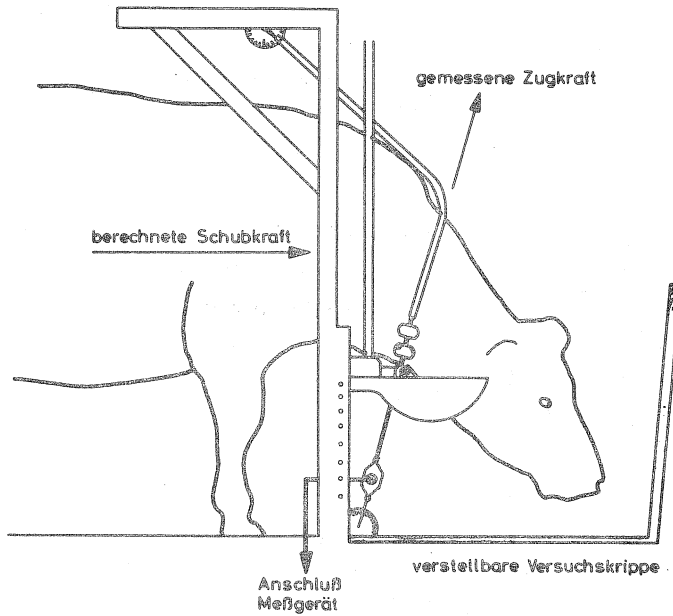 gemessene Zugkraft
berechnete Schubkraft
Anschluß
Meßgerät
verstellbare Versuchskrippe